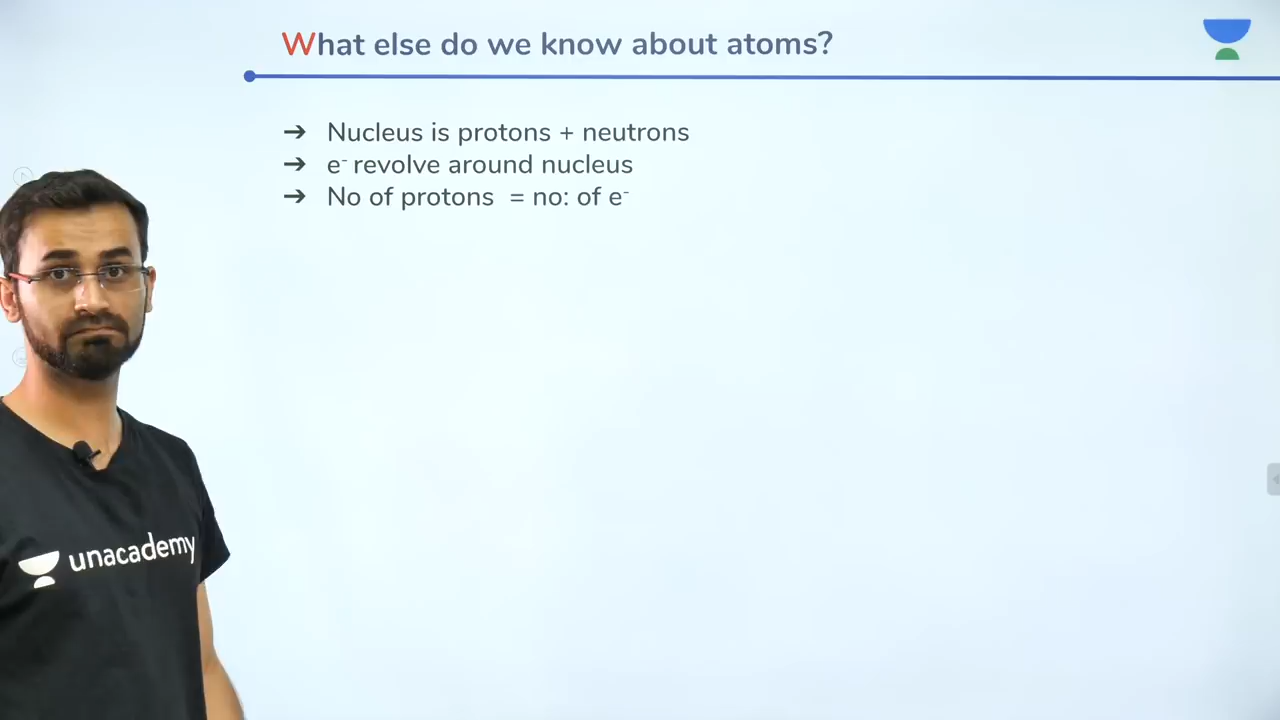 What else do we know about atoms?
➔ Nucleus is protons + neutrons
➔ e⁻ revolve around nucleus
➔ No of protons = no: of e⁻
unacademy